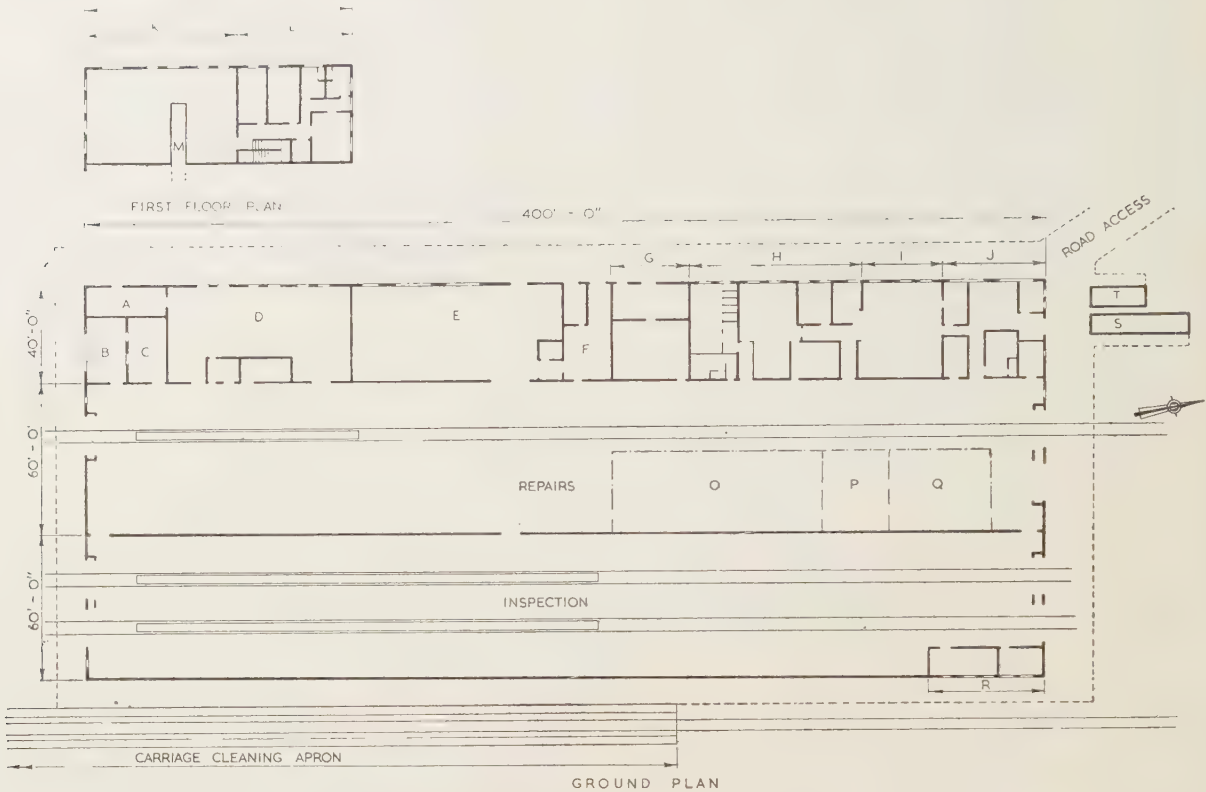 K L
M
FIRST FLOOR PLAN
400' - 0"
ROAD ACCESS
G H I J
A
T
40'-0"
D E
S
B C F
60'-0"
REPAIRS O P Q
60'-0"
INSPECTION
R
CARRIAGE CLEANING APRON
GROUND PLAN